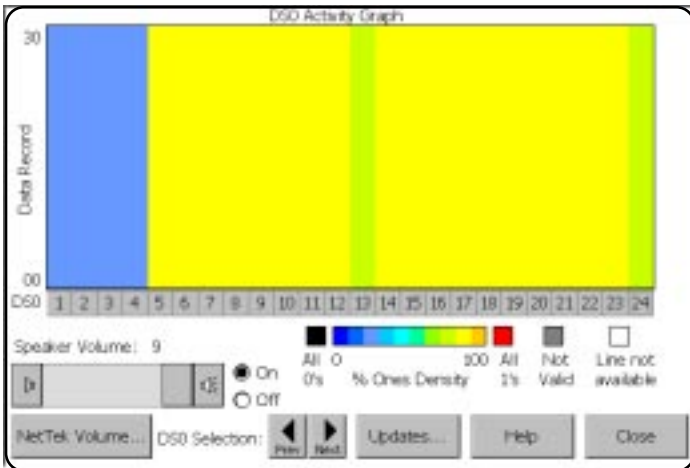 DS0 Activity Graph
30
Data Record
00
DS0 1 2 3 4 5 6 7 8 9 10 11 12 13 14 15 16 17 18 19 20 21 22 23 24
Speaker Volume: 9
On
Off
All 0's
0 100
% Ones Density
All 1's
Not Valid
Line not available
NetTek Volume...
DS0 Selection:
Prev
Next
Updates...
Help
Close